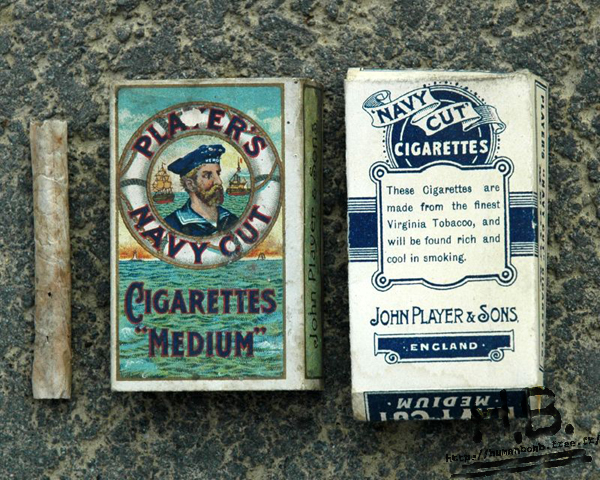 PLAYER'S
NAVY CUT
CIGARETTES
"MEDIUM"
John Player & Sons
'NAVY
CUT'
CIGARETTES
These Cigarettes are
made from the finest
Virginia Tobacco, and
will be found rich and
cool in smoking.
JOHN PLAYER & SONS,
ENGLAND
MEDIUM
M.B.